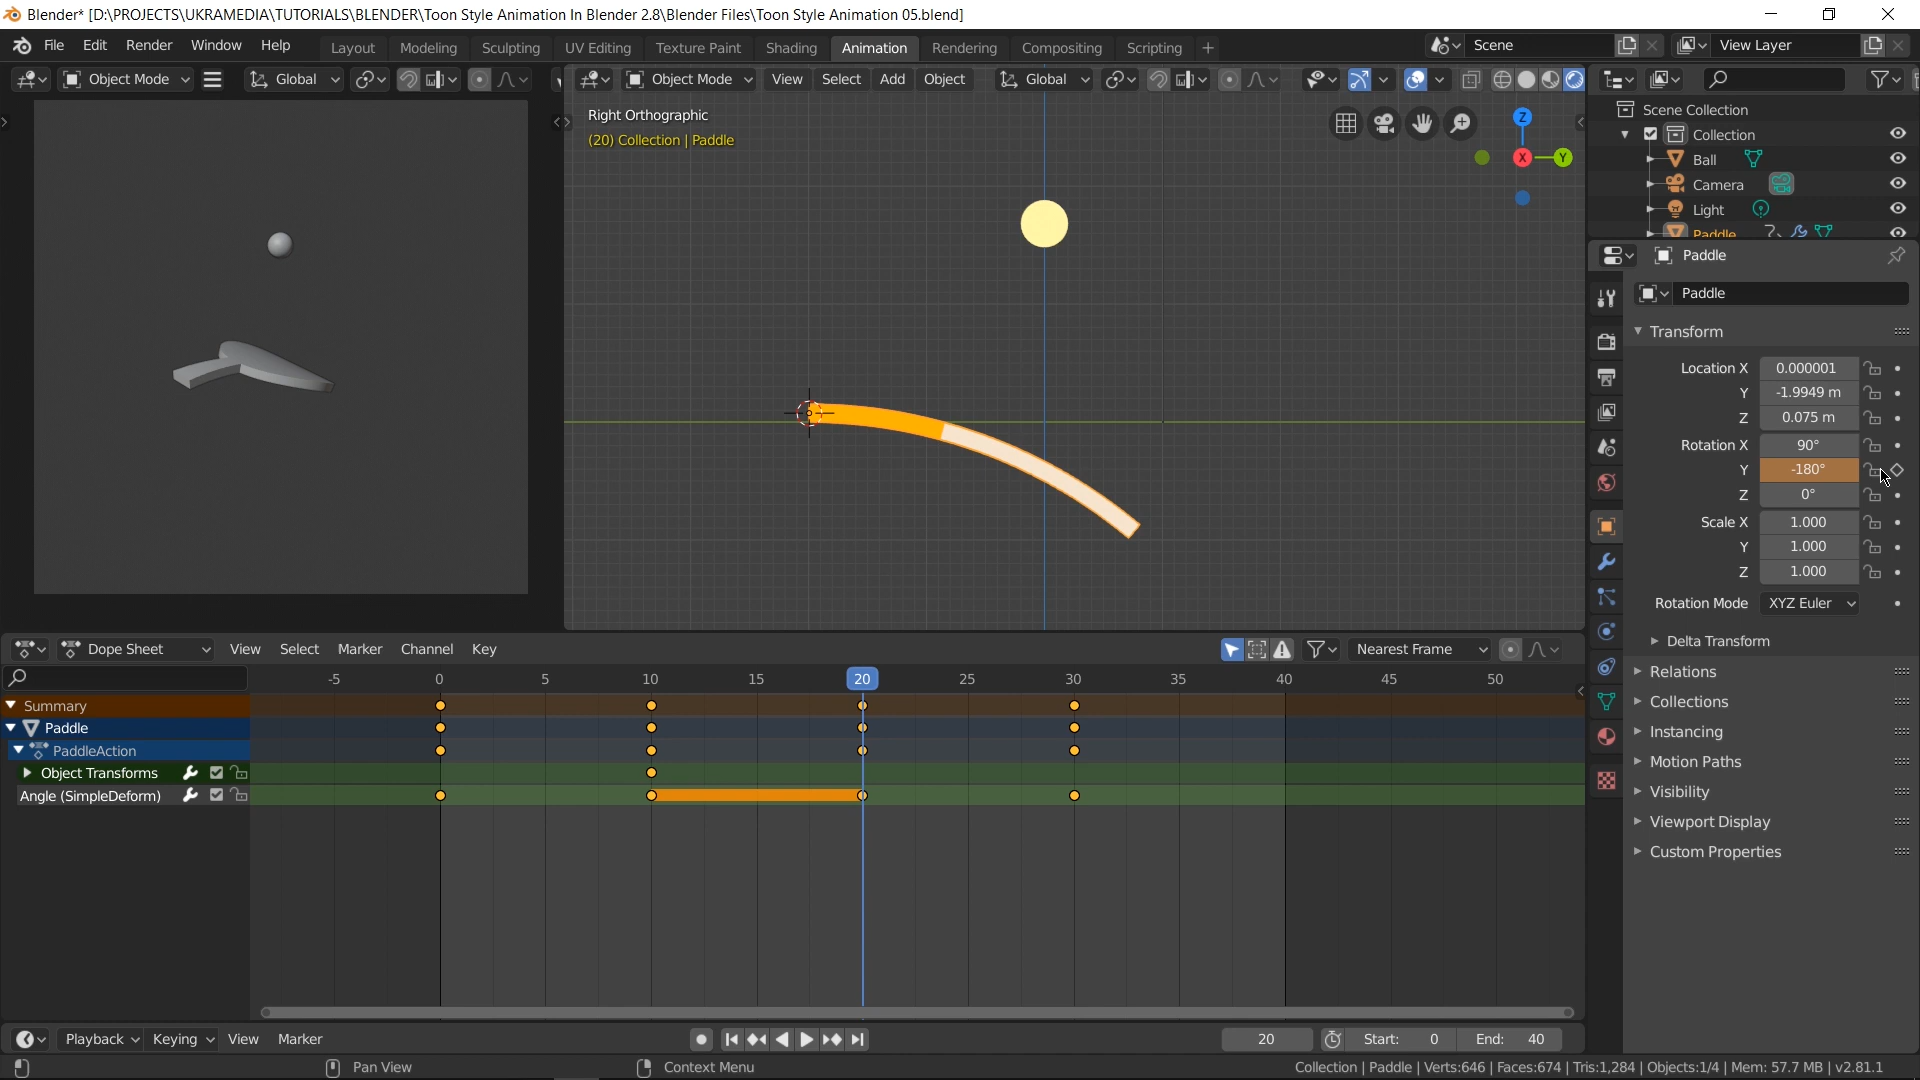 Blender* [D:\PROJECTS\UKRAMEDIA\TUTORIALS\BLENDER\Toon Style Animation In Blender 2.8\Blender Files\Toon Style Animation 05.blend]
File Edit Render Window Help Layout Modeling Sculpting UV Editing Texture Paint Shading Animation Rendering Compositing Scripting + Scene View Layer
Object Mode Global Object Mode View Select Add Object Global
Right Orthographic
(20) Collection | Paddle
Z
X Y
Scene Collection
Collection
Ball
Camera
Light
Paddle
Paddle
Paddle
Transform
Location X 0.000001
Y -1.9949 m
Z 0.075 m
Rotation X 90°
Y -180°
Z 0°
Scale X 1.000
Y 1.000
Z 1.000
Rotation Mode XYZ Euler
Delta Transform
Relations
Collections
Instancing
Motion Paths
Visibility
Viewport Display
Custom Properties
Dope Sheet View Select Marker Channel Key Nearest Frame
-5 0 5 10 15 20 25 30 35 40 45 50
Summary
Paddle
PaddleAction
Object Transforms
Angle (SimpleDeform)
Playback Keying View Marker 20 Start: 0 End: 40
Pan View Context Menu Collection | Paddle | Verts:646 | Faces:674 | Tris:1,284 | Objects:1/4 | Mem: 57.7 MB | v2.81.1